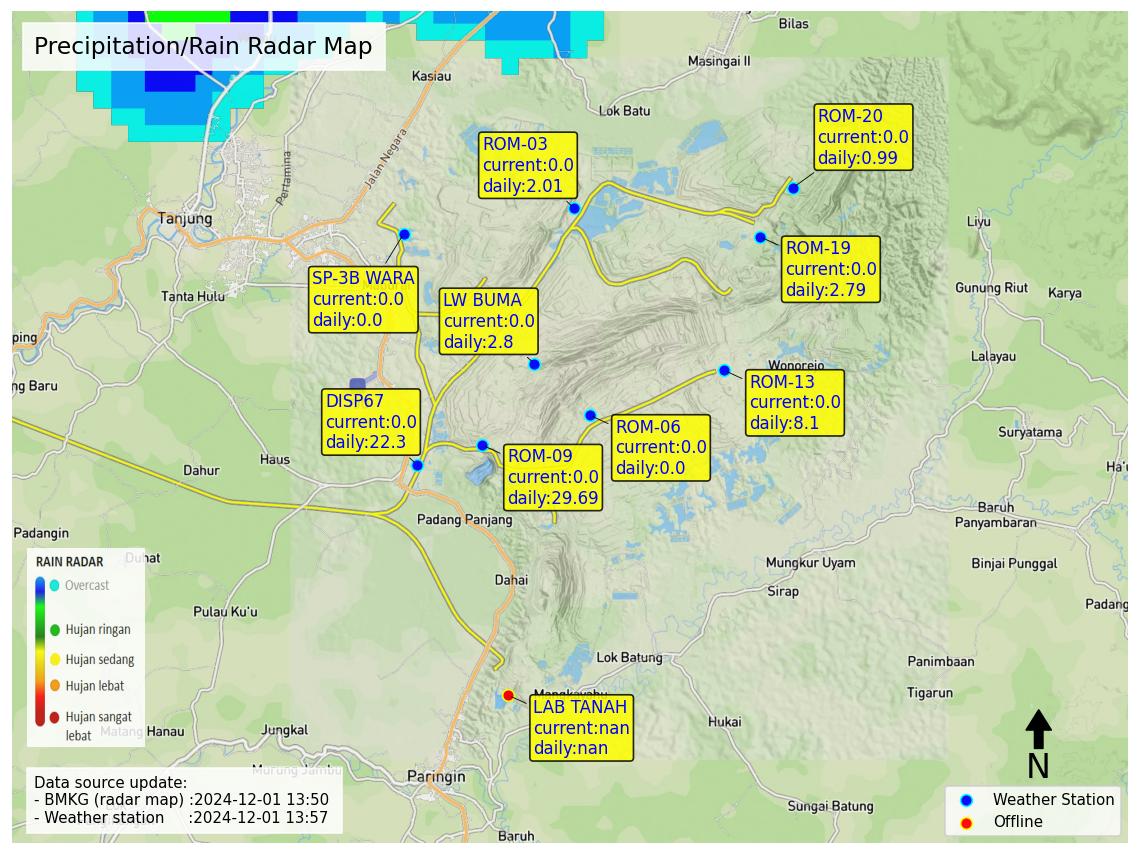 Precipitation/Rain Radar Map
Bilas
Masingai II
Kasiau
Lok Batu
Jalan Negara
Pertamina
Tanjung
Tanta Hulu
ROM-03
current:0.0
daily:2.01
ROM-20
current:0.0
daily:0.99
ROM-19
current:0.0
daily:2.79
SP-3B WARA
current:0.0
daily:0.0
LW BUMA
current:0.0
daily:2.8
Liyu
Gunung Riut
Karya
Lalayau
ping
ng Baru
Wonorejo
ROM-13
current:0.0
daily:8.1
DISP67
current:0.0
daily:22.3
ROM-06
current:0.0
daily:0.0
ROM-09
current:0.0
daily:29.69
Suryatama
Ha'u
Haus
Dahur
Padang Panjang
Baruh
Panyambaran
Padangin
Duhat
Binjai Punggal
Mungkur Uyam
Dahai
Sirap
Padang
Pulau Ku'u
RAIN RADAR
Overcast
Hujan ringan
Hujan sedang
Hujan lebat
Hujan sangat
lebat
Lok Batung
Panimbaan
Tigarun
Mangkayahu
LAB TANAH
current:nan
daily:nan
Hukai
Matang Hanau
Jungkal
Murung Jambu
Paringin
Sungai Batung
Baruh
N
Data source update:
- BMKG (radar map) :2024-12-01 13:50
- Weather station :2024-12-01 13:57
Weather Station
Offline